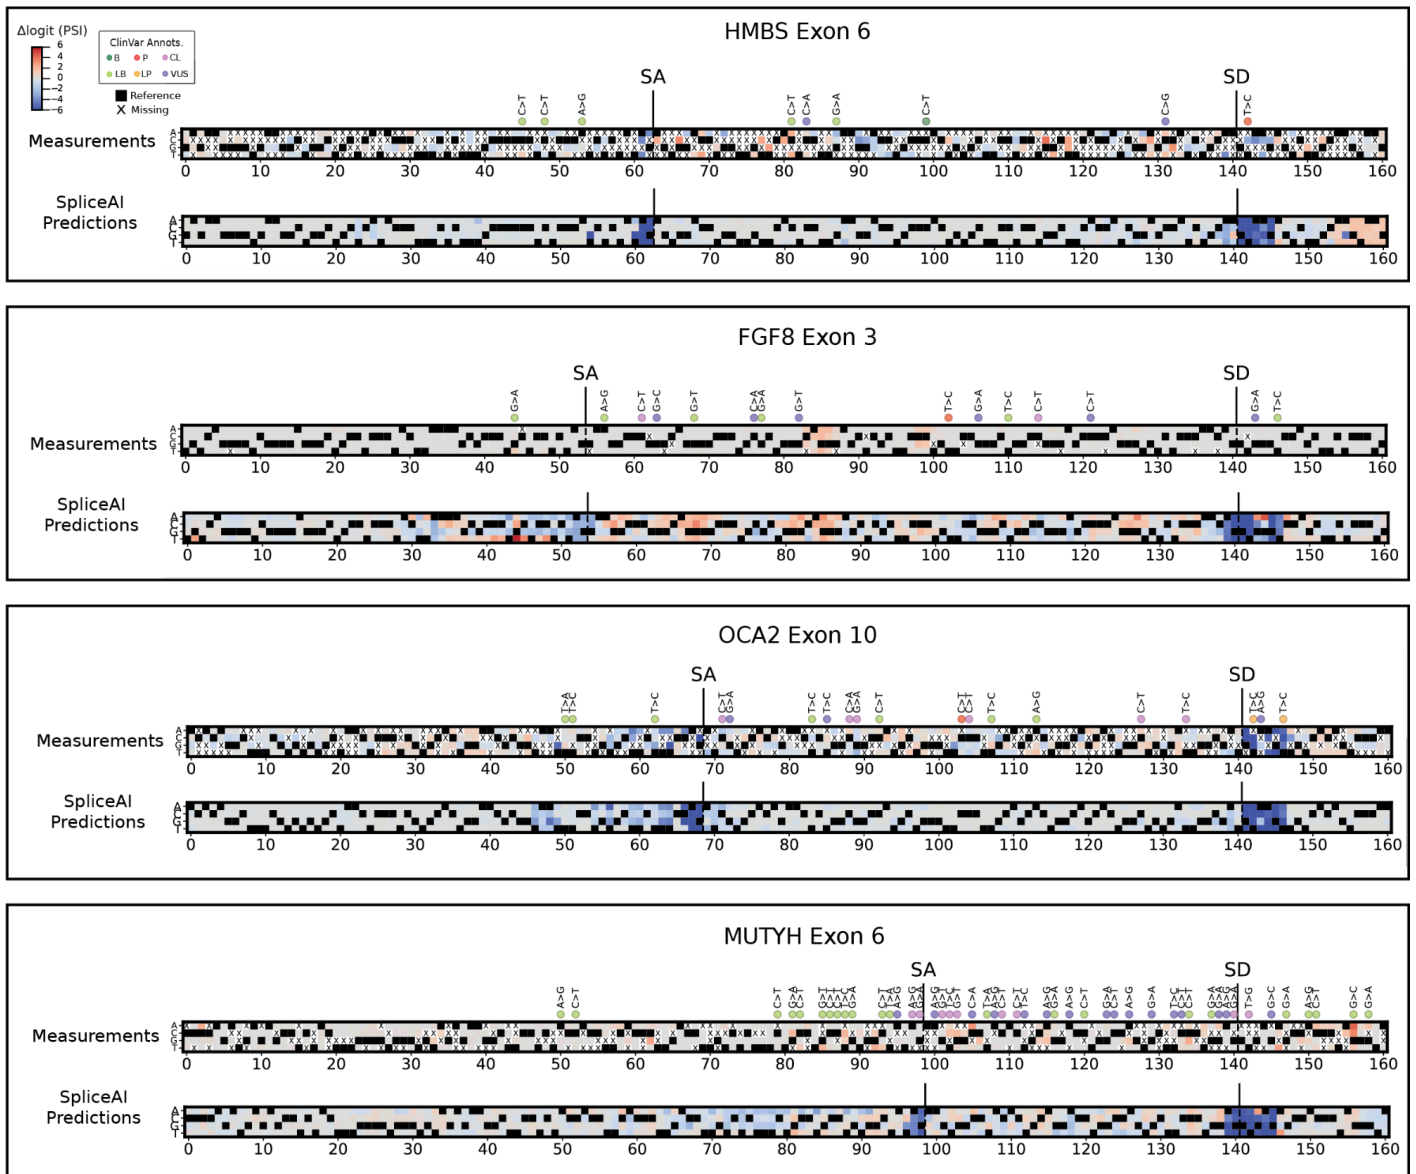 HMBS Exon 6
Δlogit (PSI)
6
4
2
0
−2
−4
−6
ClinVar Annots.
B P CL
LB LP VUS
Reference
X Missing
SA
SD
C>T C>T A>G C>T C>A G>A C>T C>G T>C
Measurements
A
C
G
T
0 10 20 30 40 50 60 70 80 90 100 110 120 130 140 150 160
SpliceAI
Predictions
A
C
G
T
0 10 20 30 40 50 60 70 80 90 100 110 120 130 140 150 160
FGF8 Exon 3
SA
SD
G>A A>G C>T G>C G>T C>A G>A G>T T>C G>A T>C C>T C>T G>A T>C
Measurements
A
C
G
T
0 10 20 30 40 50 60 70 80 90 100 110 120 130 140 150 160
SpliceAI
Predictions
A
C
G
T
0 10 20 30 40 50 60 70 80 90 100 110 120 130 140 150 160
OCA2 Exon 10
SA
SD
T>A T>C T>C C>T G>A T>C T>C C>A G>A C>T C>T C>T T>C A>G C>T T>C T>C A>G T>C
Measurements
A
C
G
T
0 10 20 30 40 50 60 70 80 90 100 110 120 130 140 150 160
SpliceAI
Predictions
A
C
G
T
0 10 20 30 40 50 60 70 80 90 100 110 120 130 140 150 160
MUTYH Exon 6
SA
SD
A>G C>T C>T G>A C>T
Measurements
A
C
G
T
0 10 20 30 40 50 60 70 80 90 100 110 120 130 140 150 160
SpliceAI
Predictions
A
C
G
T
0 10 20 30 40 50 60 70 80 90 100 110 120 130 140 150 160